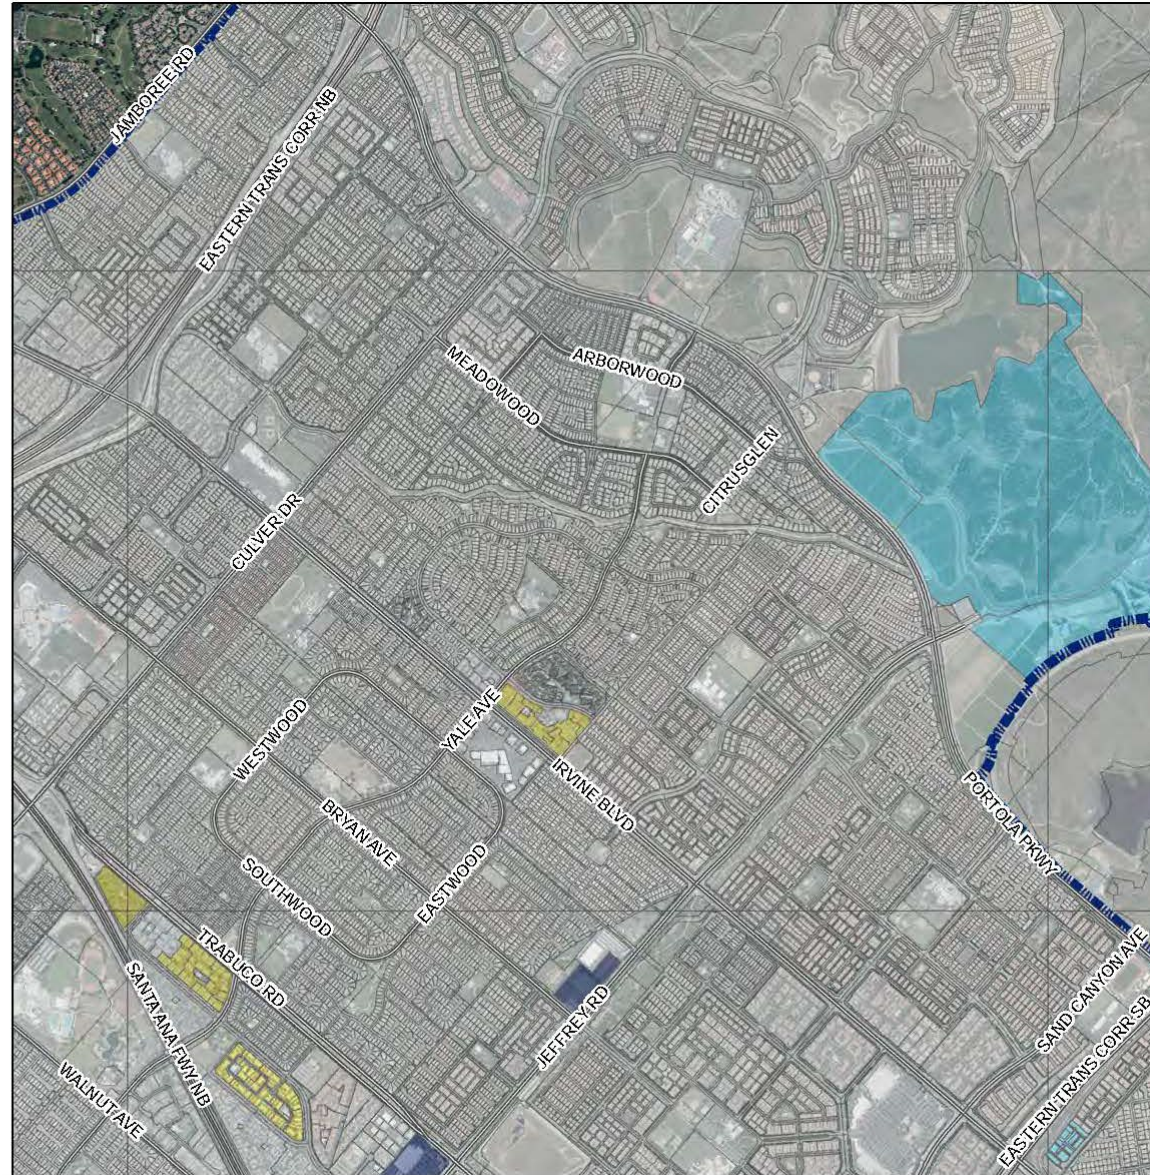 JAMBOREE RD
EASTERN TRANS CORR NB
ARBORWOOD
MEADOWOOD
CITRUSGLEN
CULVER DR
YALE AVE
WESTWOOD
IRVINE BLVD
BRYAN AVE
PORTOLA PKWY
EASTWOOD
SOUTHWOOD
TRABUCO RD
SANTA ANA FWY NB
JEFFREY RD
SAND CANYON AVE
EASTERN TRANS CORR SB
WALNUT AVE